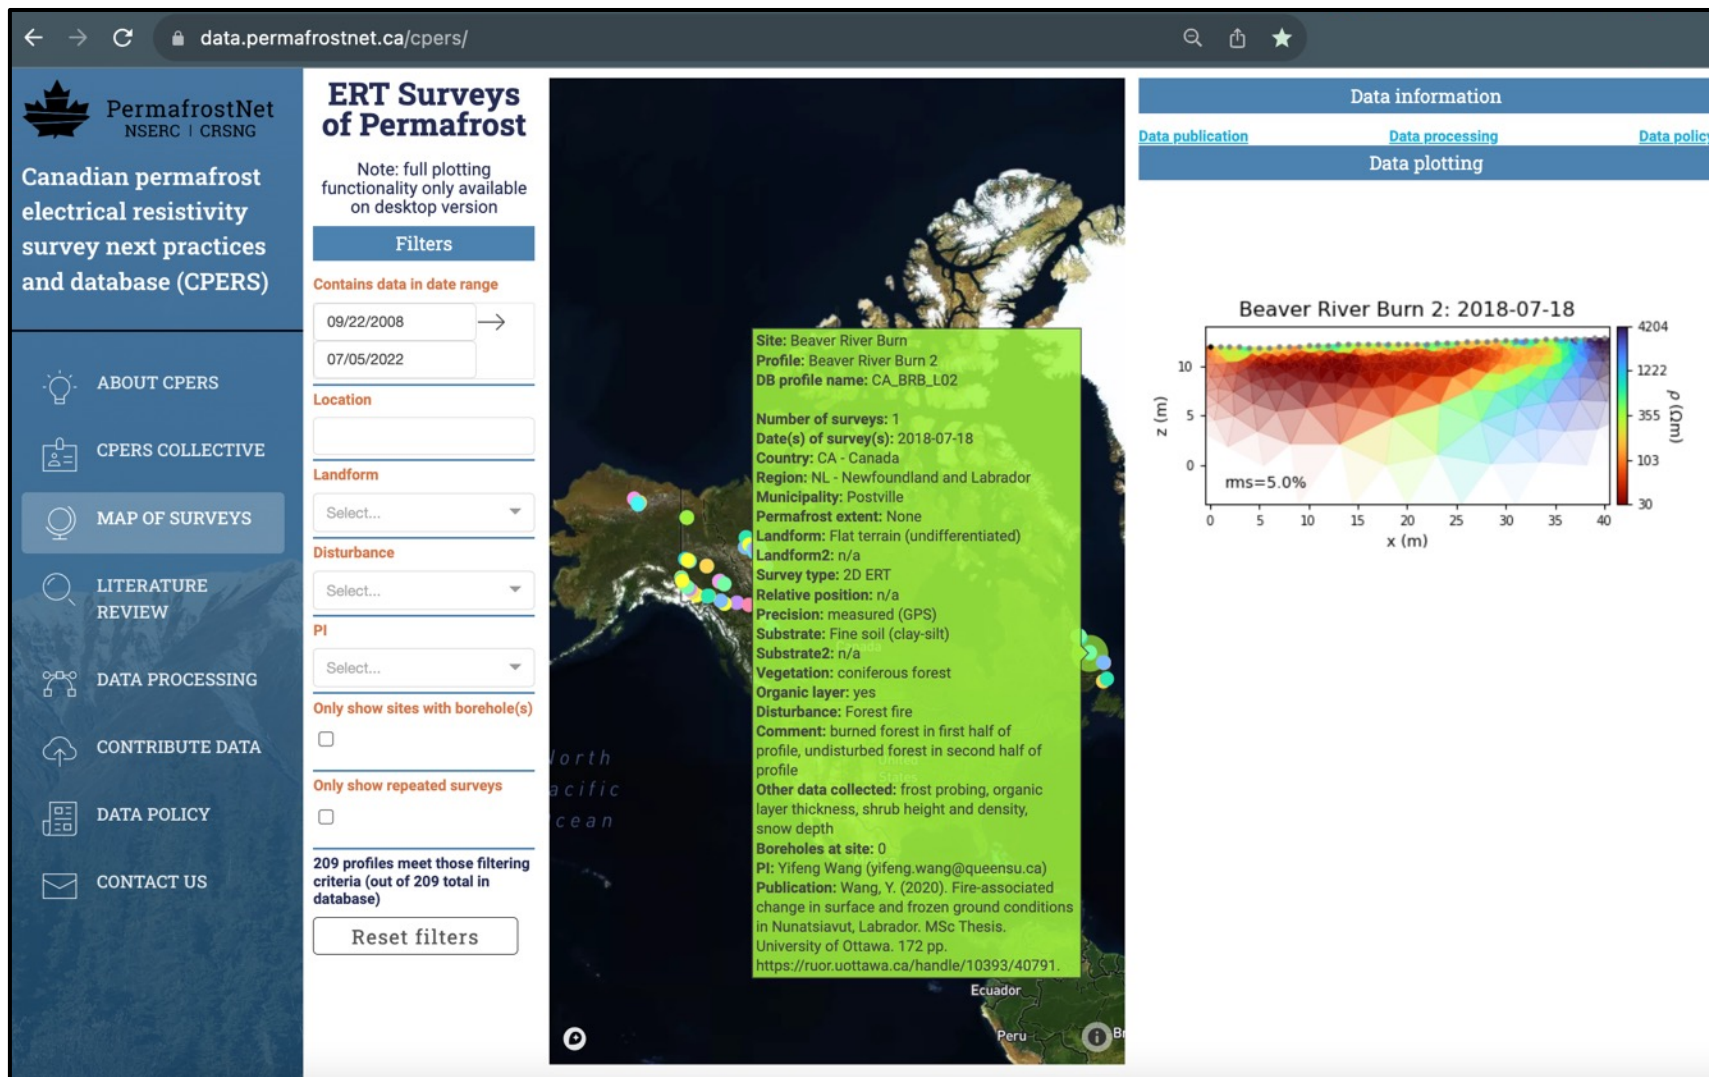 data.permafrostnet.ca/cpers/
PermafrostNet
NSERC | CRSNG
Canadian permafrost
electrical resistivity
survey next practices
and database (CPERS)
ABOUT CPERS
CPERS COLLECTIVE
MAP OF SURVEYS
LITERATURE
REVIEW
DATA PROCESSING
CONTRIBUTE DATA
DATA POLICY
CONTACT US
ERT Surveys
of Permafrost
Note: full plotting
functionality only available
on desktop version
Filters
Contains data in date range
09/22/2008
07/05/2022
Location
Landform
Select...
Disturbance
Select...
PI
Select...
Only show sites with borehole(s)
Only show repeated surveys
209 profiles meet those filtering
criteria (out of 209 total in
database)
Reset filters
Site: Beaver River Burn
Profile: Beaver River Burn 2
DB profile name: CA_BRB_L02
Number of surveys: 1
Date(s) of survey(s): 2018-07-18
Country: CA - Canada
Region: NL - Newfoundland and Labrador
Municipality: Postville
Permafrost extent: None
Landform: Flat terrain (undifferentiated)
Landform2: n/a
Survey type: 2D ERT
Relative position: n/a
Precision: measured (GPS)
Substrate: Fine soil (clay-silt)
Substrate2: n/a
Vegetation: coniferous forest
Organic layer: yes
Disturbance: Forest fire
Comment: burned forest in first half of
profile, undisturbed forest in second half of
profile
Other data collected: frost probing, organic
layer thickness, shrub height and density,
snow depth
Boreholes at site: 0
PI: Yifeng Wang (yifeng.wang@queensu.ca)
Publication: Wang, Y. (2020). Fire-associated
change in surface and frozen ground conditions
in Nunatsiavut, Labrador. MSc Thesis.
University of Ottawa. 172 pp.
https://ruor.uottawa.ca/handle/10393/40791.
United
States
North
acific
cean
Ecuador
Peru
Br
Data information
Data publication
Data processing
Data policy
Data plotting
Beaver River Burn 2: 2018-07-18
z (m)
10
5
0
rms=5.0%
0 5 10 15 20 25 30 35 40
x (m)
4204
1222
355
103
30
ρ (Ωm)